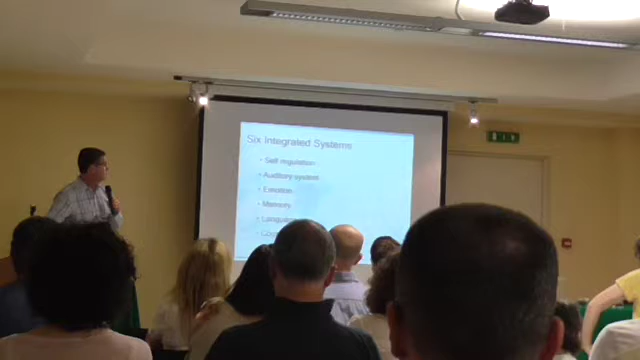 Six Integrated Systems
• Self regulation
• Auditory system
• Emotion
• Memory